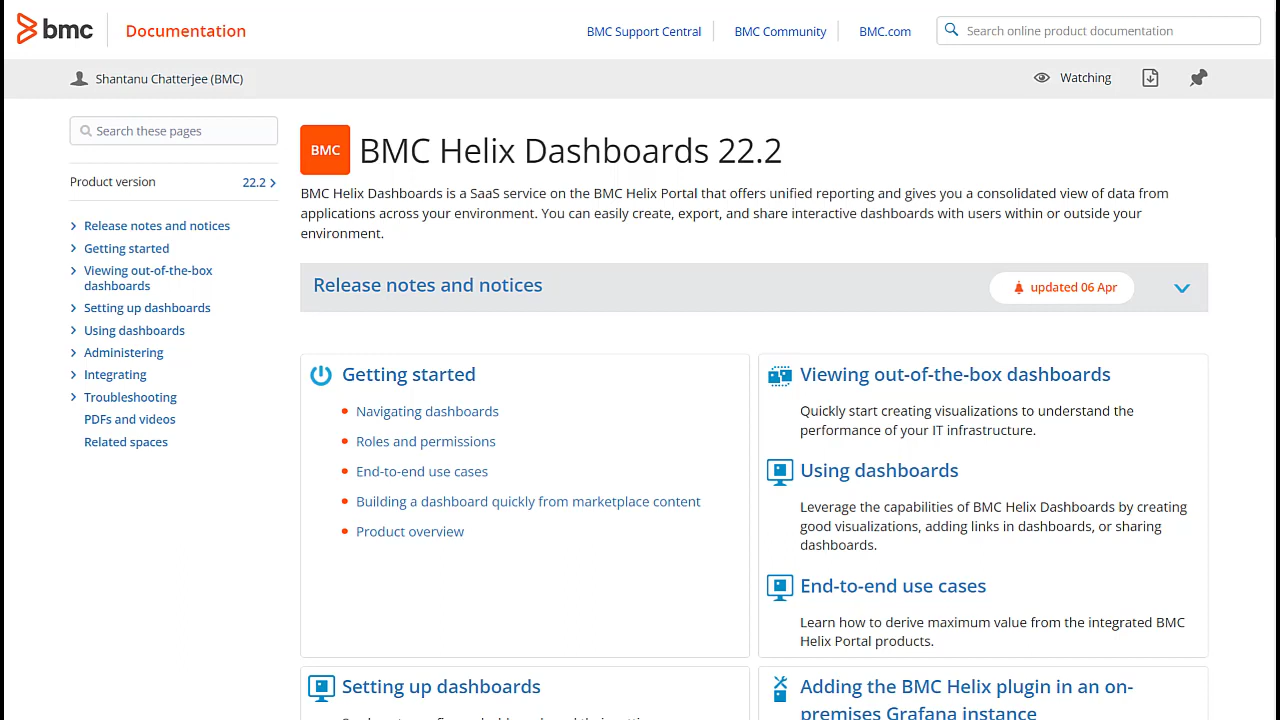 bmc Documentation BMC Support Central BMC Community BMC.com Search online product documentation
Shantanu Chatterjee (BMC) Watching
Search these pages
Product version 22.2
Release notes and notices
Getting started
Viewing out-of-the-box
dashboards
Setting up dashboards
Using dashboards
Administering
Integrating
Troubleshooting
PDFs and videos
Related spaces
BMC BMC Helix Dashboards 22.2
BMC Helix Dashboards is a SaaS service on the BMC Helix Portal that offers unified reporting and gives you a consolidated view of data from
applications across your environment. You can easily create, export, and share interactive dashboards with users within or outside your
environment.
Release notes and notices updated 06 Apr
Getting started
Navigating dashboards
Roles and permissions
End-to-end use cases
Building a dashboard quickly from marketplace content
Product overview
Viewing out-of-the-box dashboards
Quickly start creating visualizations to understand the
performance of your IT infrastructure.
Using dashboards
Leverage the capabilities of BMC Helix Dashboards by creating
good visualizations, adding links in dashboards, or sharing
dashboards.
End-to-end use cases
Learn how to derive maximum value from the integrated BMC
Helix Portal products.
Setting up dashboards
Adding the BMC Helix plugin in an on-
premises Grafana instance